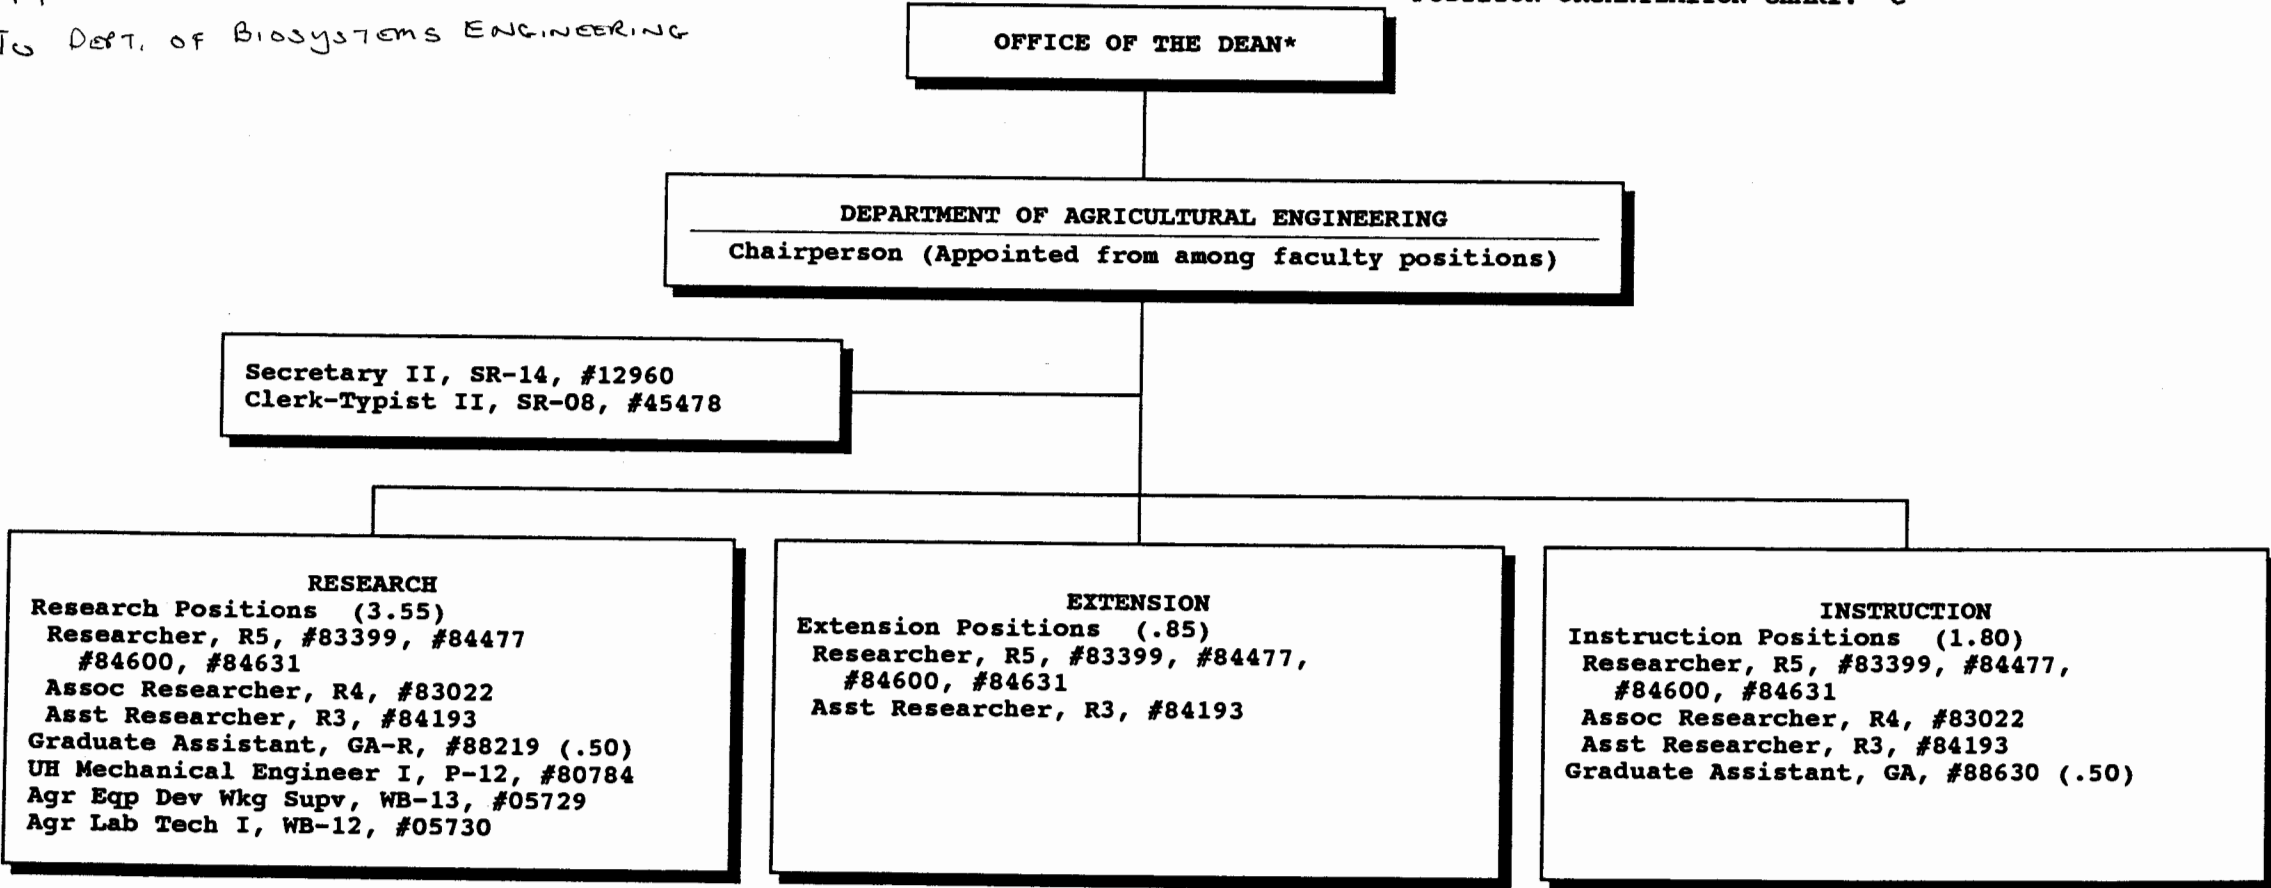 To DEPT. OF BIOSYSTEMS ENGINEERING
OFFICE OF THE DEAN*
DEPARTMENT OF AGRICULTURAL ENGINEERING
Chairperson (Appointed from among faculty positions)
Secretary II, SR-14, #12960
Clerk-Typist II, SR-08, #45478
RESEARCH
Research Positions (3.55)
Researcher, R5, #83399, #84477
#84600, #84631
Assoc Researcher, R4, #83022
Asst Researcher, R3, #84193
Graduate Assistant, GA-R, #88219 (.50)
UH Mechanical Engineer I, P-12, #80784
Agr Eqp Dev Wkg Supv, WB-13, #05729
Agr Lab Tech I, WB-12, #05730
EXTENSION
Extension Positions (.85)
Researcher, R5, #83399, #84477,
#84600, #84631
Asst Researcher, R3, #84193
INSTRUCTION
Instruction Positions (1.80)
Researcher, R5, #83399, #84477,
#84600, #84631
Assoc Researcher, R4, #83022
Asst Researcher, R3, #84193
Graduate Assistant, GA, #88630 (.50)